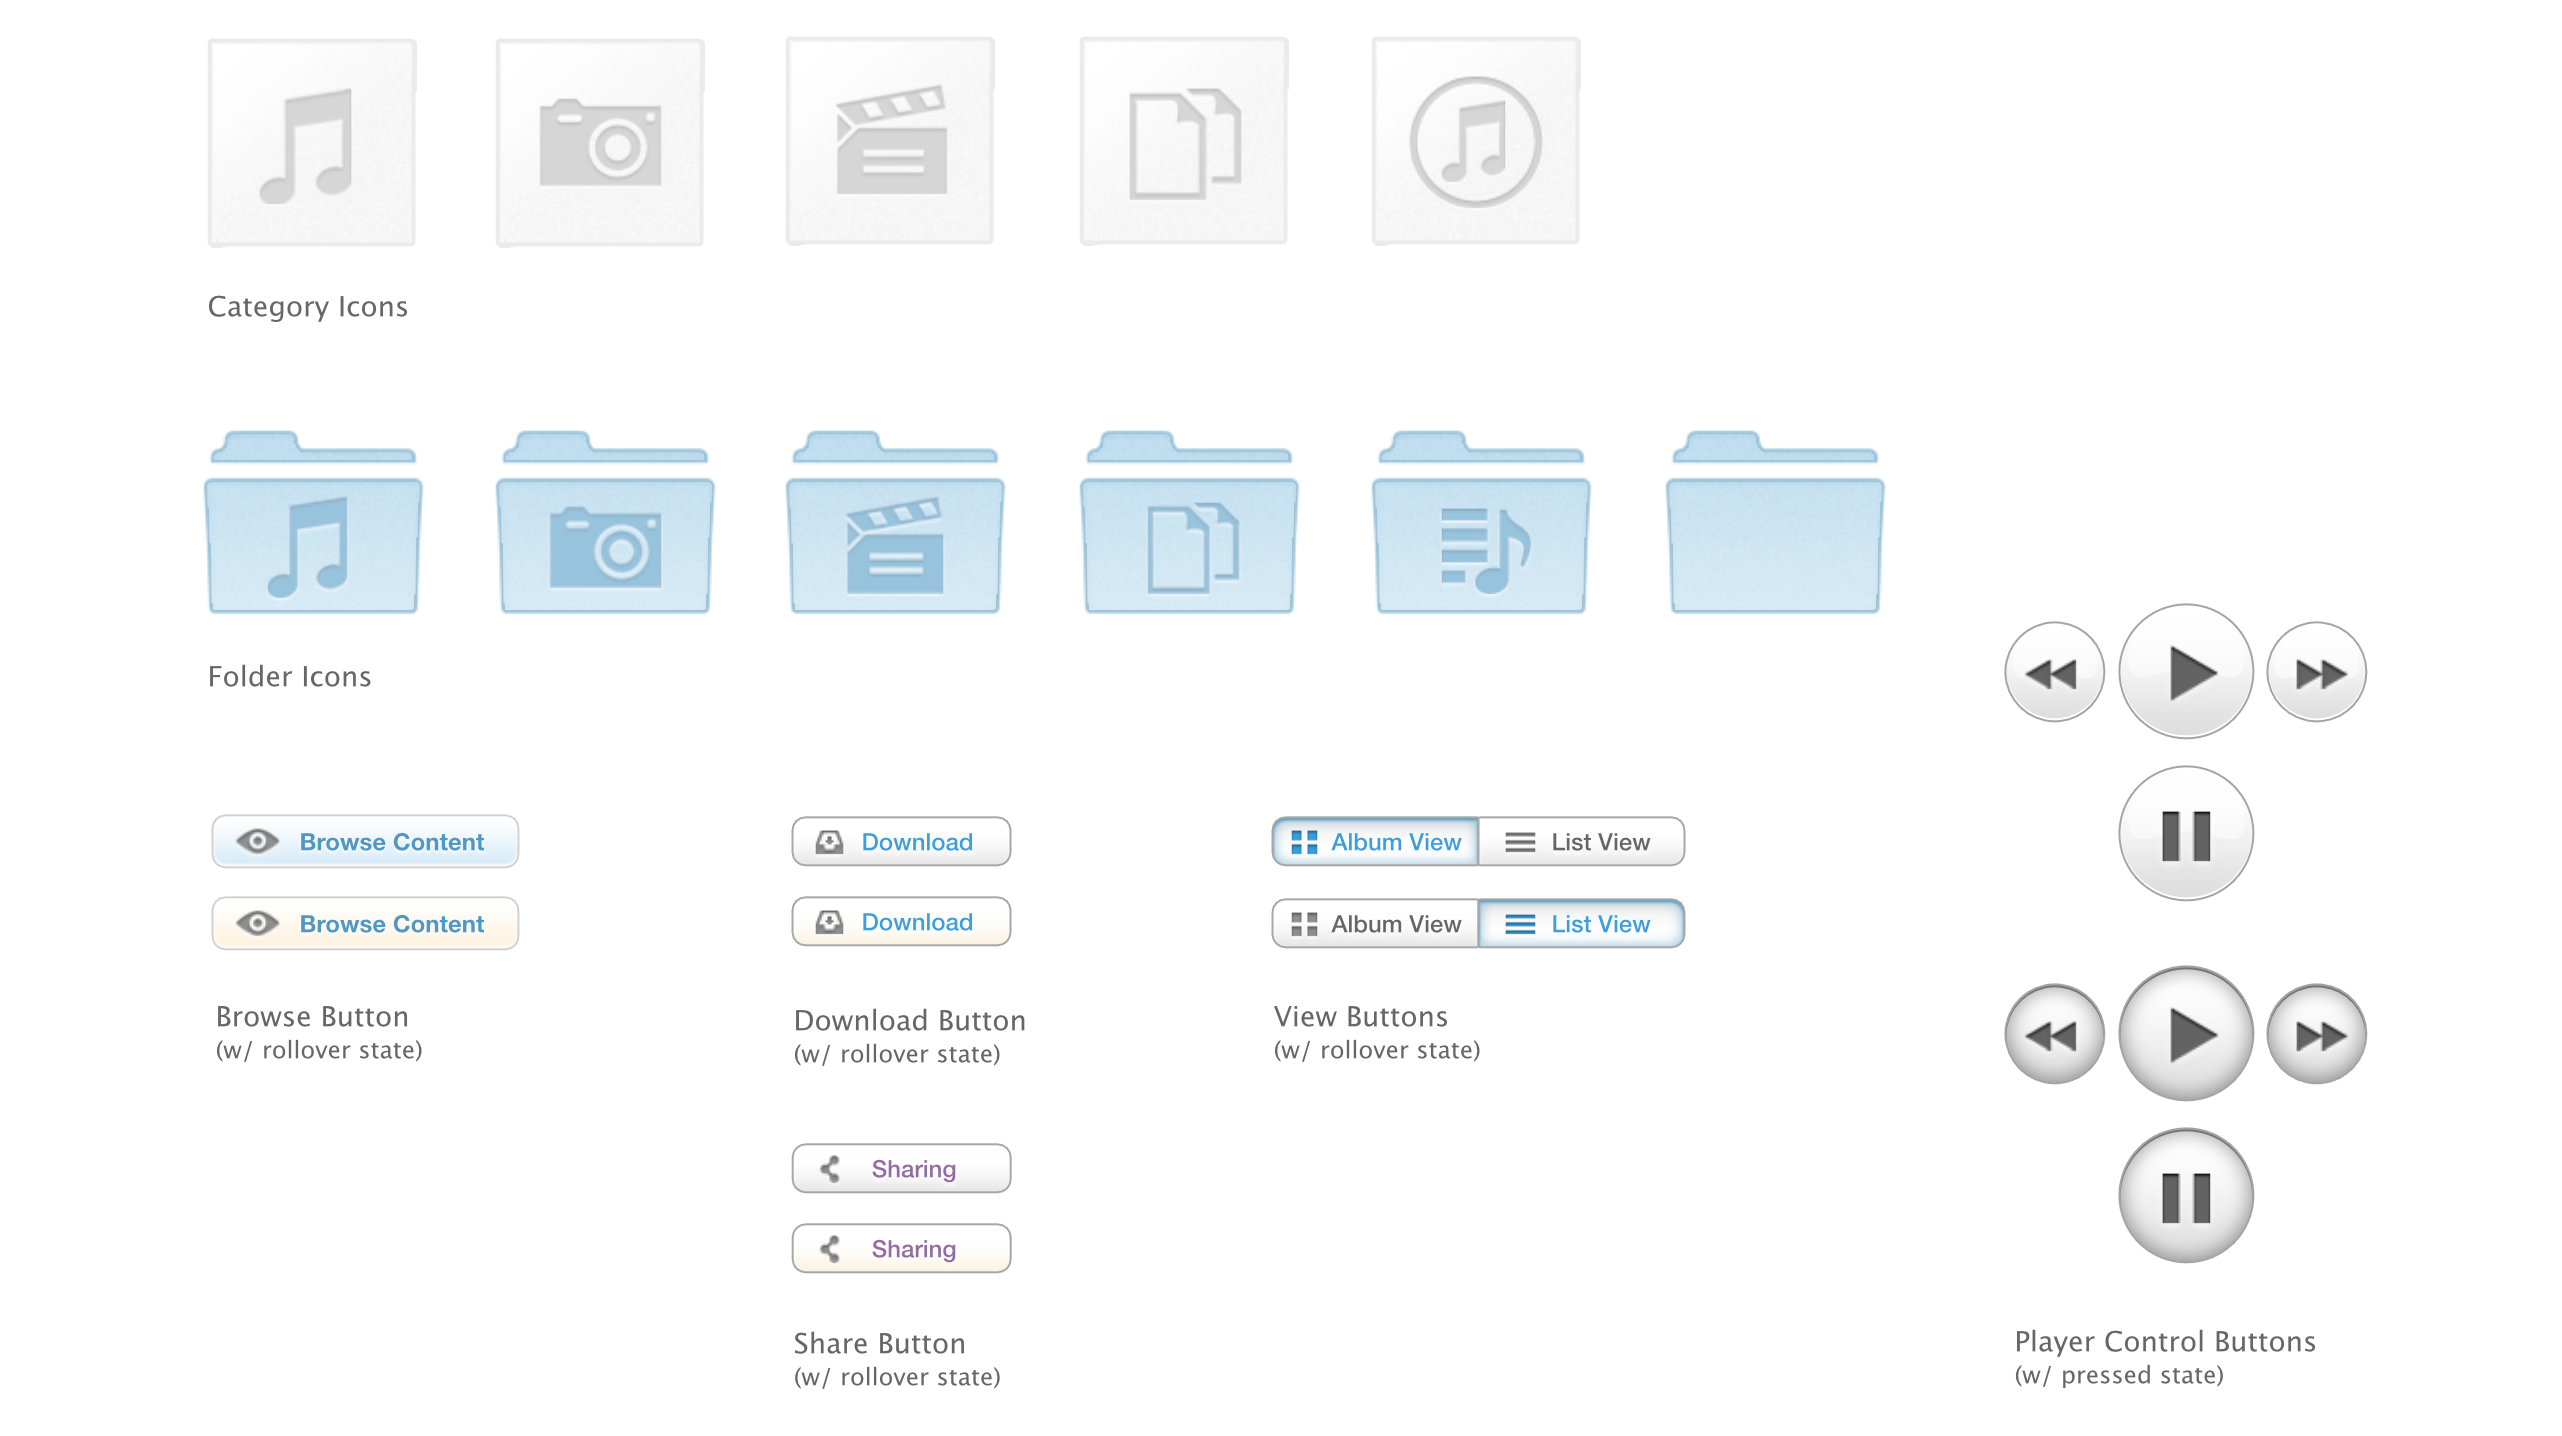 Category Icons
Folder Icons
Browse Content
Browse Content
Browse Button
(w/ rollover state)
Download
Download
Download Button
(w/ rollover state)
Album View
List View
Album View
List View
View Buttons
(w/ rollover state)
Sharing
Sharing
Share Button
(w/ rollover state)
Player Control Buttons
(w/ pressed state)